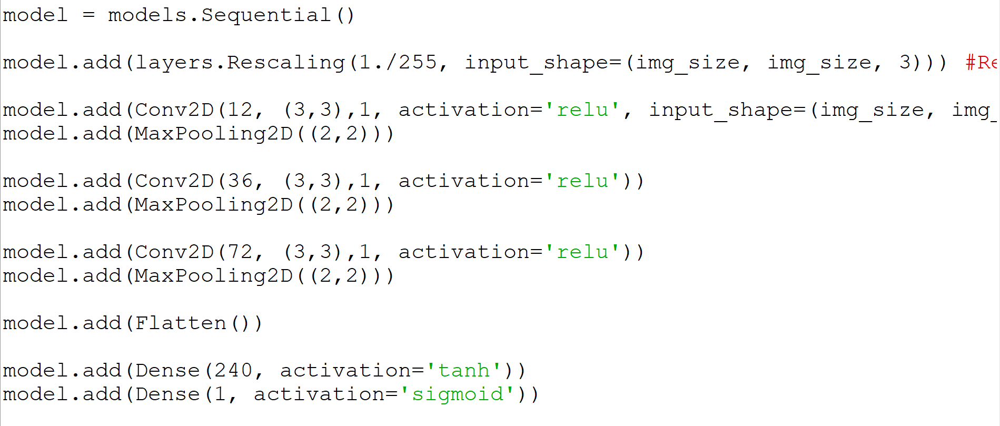 model = models.Sequential()
model.add(layers.Rescaling(1./255, input_shape=(img_size, img_size, 3))) #Re
model.add(Conv2D(12, (3,3),1, activation='relu', input_shape=(img_size, img_
model.add(MaxPooling2D((2,2)))
model.add(Conv2D(36, (3,3),1, activation='relu'))
model.add(MaxPooling2D((2,2)))
model.add(Conv2D(72, (3,3),1, activation='relu'))
model.add(MaxPooling2D((2,2)))
model.add(Flatten())
model.add(Dense(240, activation='tanh'))
model.add(Dense(1, activation='sigmoid'))